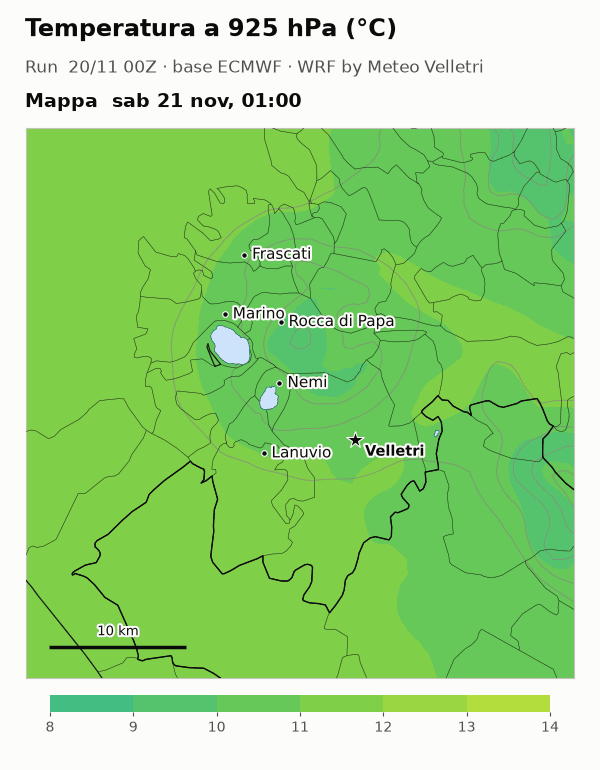 Temperatura a 925 hPa (°C)
Run  20/11 00Z · base ECMWF · WRF by Meteo Velletri
Mappa  sab 21 nov, 01:00
Frascati
Marino
Rocca di Papa
Nemi
Velletri
Lanuvio
10 km
8 9 10 11 12 13 14